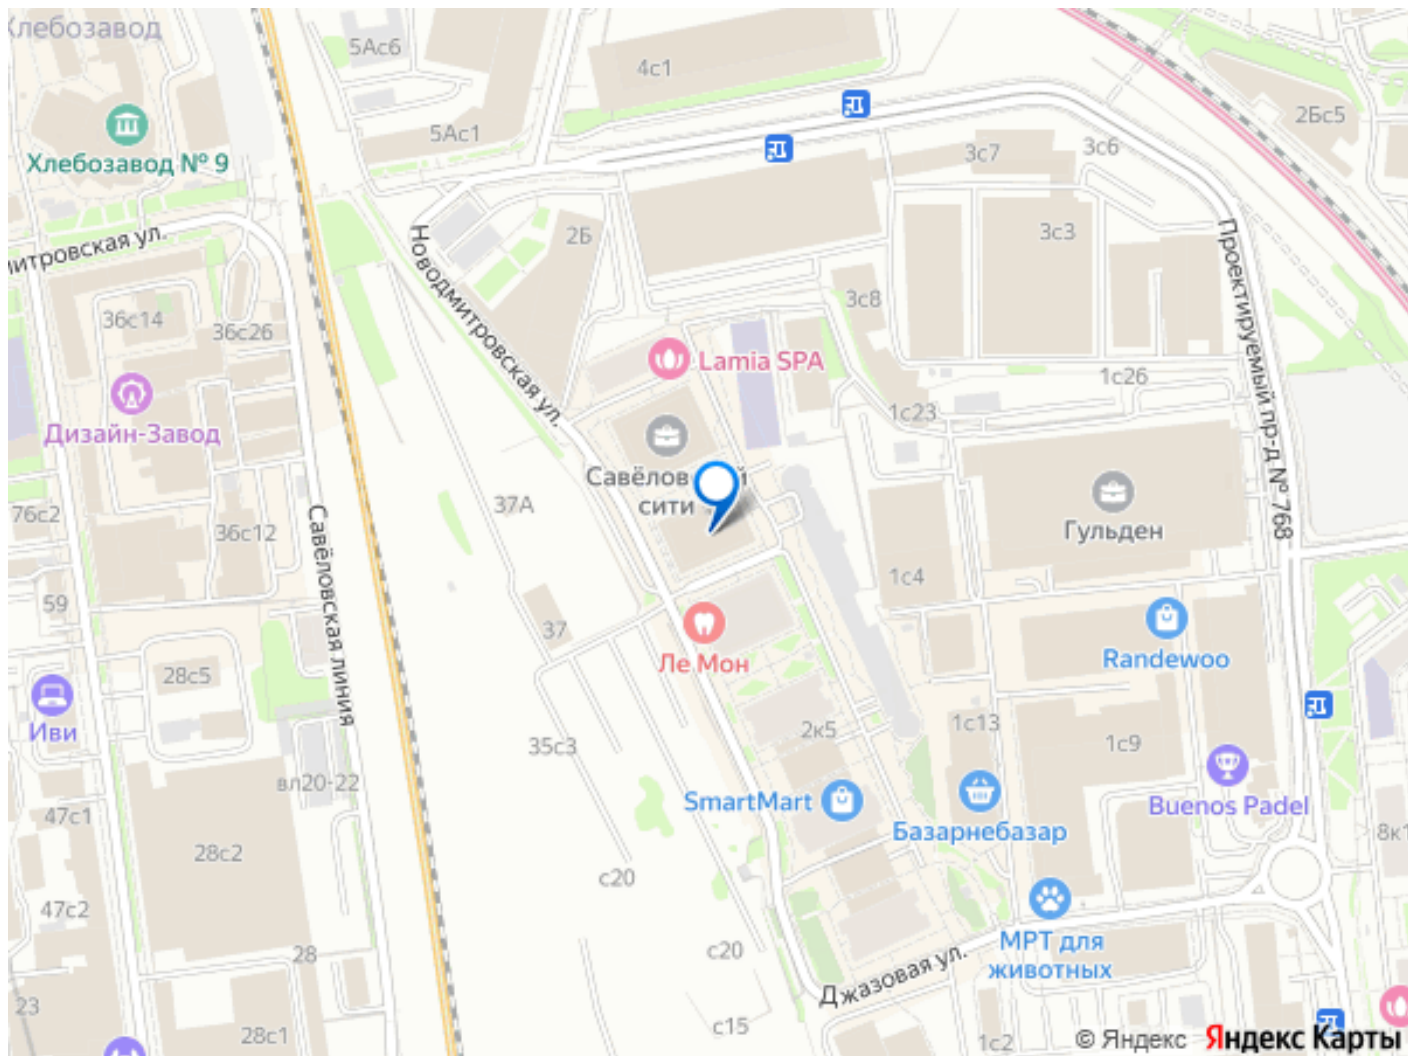 Хлебозавод
5Ас6
4с1
2Бс5
5Ас1
Хлебозавод № 9
3с7
3с6
митровская ул.
2Б
3с3
Новодмитровская ул.
Проектируемый пр-д № 768
3с8
36с14
36с26
Lamia SPA
1с26
1с23
Дизайн-Завод
Савёлов
й
сити
37А
76с2
36с12
Гульден
Савёловская линия
1с4
59
37
Ле Мон
Randewoo
28с5
Иви
35с3
2к5
1с13
1с9
вл20-22
SmartMart
Buenos Padel
47с1
Базарнебазар
8к1
28с2
с20
47с2
28
с20
МРТ для
животных
Джазовая ул.
23
28с1
с15
1с2
© Яндекс
Яндекс Карты